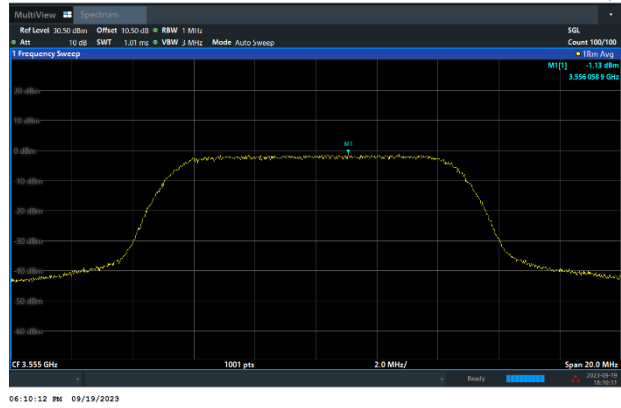 MultiView Spectrum
Ref Level 30.50 dBm Offset 10.50 dB RBW 1 MHz SGL
Att 10 dB SWT 1.01 ms VBW 3 MHz Mode Auto Sweep Count 100/100
1 Frequency Sweep 1Rm Avg
M1[1] -1.13 dBm
3.556 058 9 GHz
20 dBm
10 dBm
M1
0 dBm
-10 dBm
-20 dBm
-30 dBm
-40 dBm
-50 dBm
-60 dBm
CF 3.555 GHz 1001 pts 2.0 MHz/ Span 20.0 MHz
Ready 2023-09-19
18:10:11
06:10:12 PM 09/19/2023